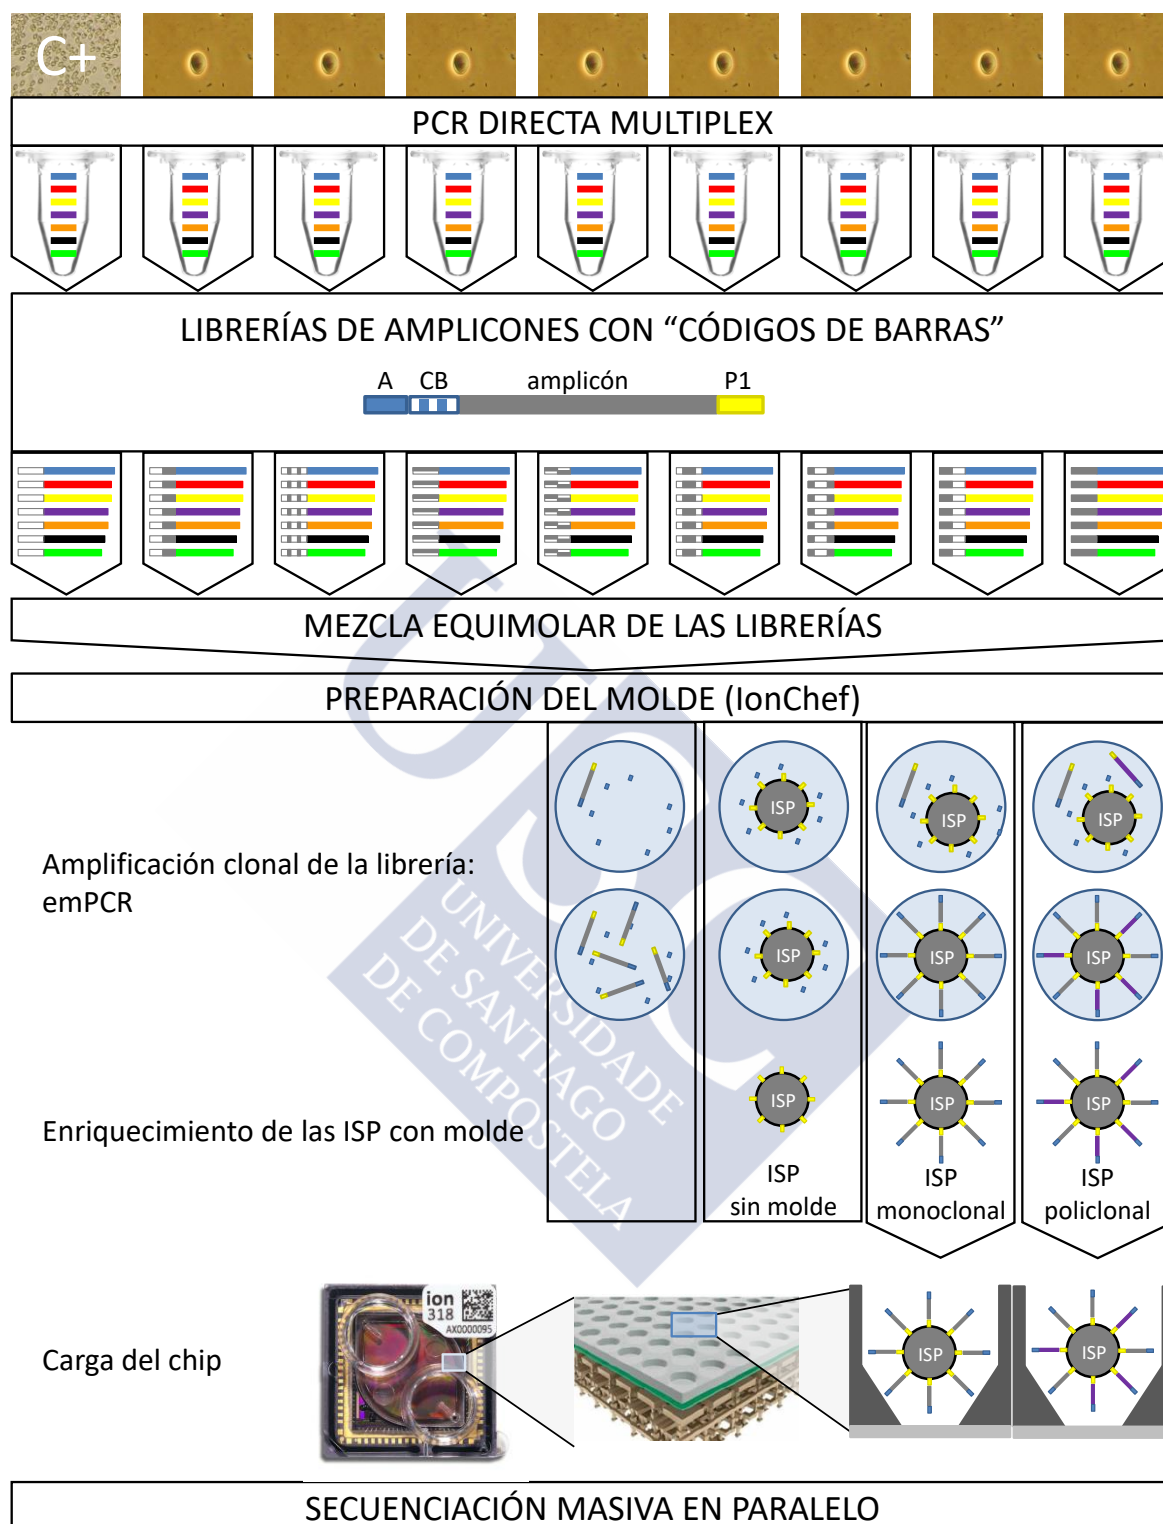 C+
PCR DIRECTA MULTIPLEX
LIBRERÍAS DE AMPLICONES CON “CÓDIGOS DE BARRAS”
A CB amplicón P1
MEZCLA EQUIMOLAR DE LAS LIBRERÍAS
PREPARACIÓN DEL MOLDE (IonChef)
ISP ISP ISP
Amplificación clonal de la librería:
emPCR
ISP ISP ISP
ISP ISP ISP
Enriquecimiento de las ISP con molde
ISP
sin molde
ISP
monoclonal
ISP
policlonal
USC
UNIVERSIDADE
DE SANTIAGO
DE COMPOSTELA
ion
318
AX0000095
Carga del chip
ISP ISP
SECUENCIACIÓN MASIVA EN PARALELO